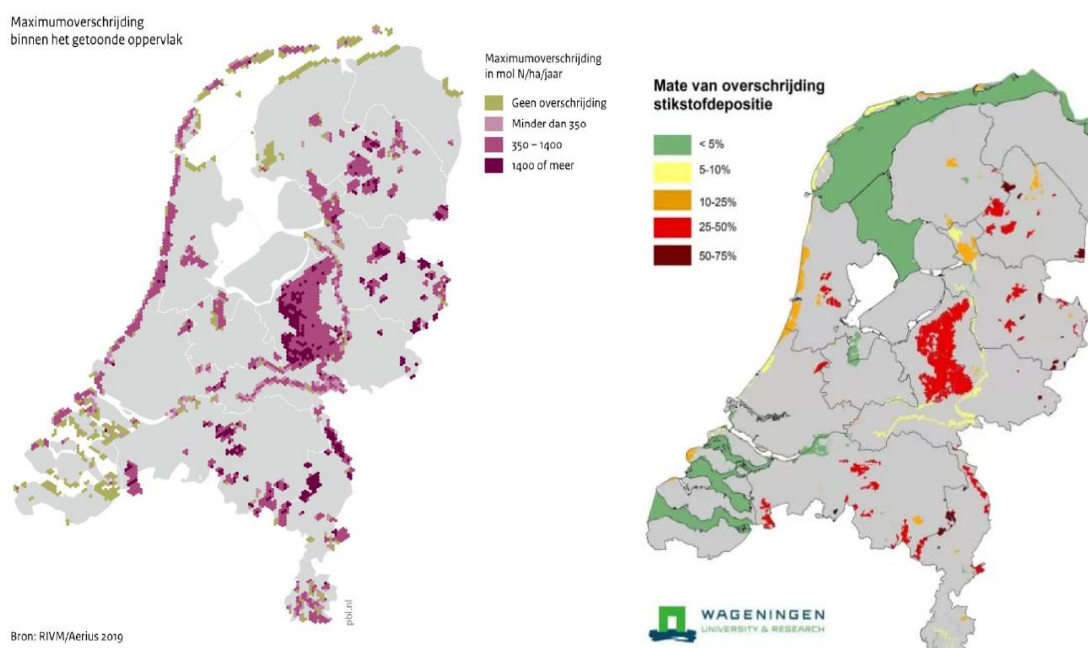 Maximumoverschrijding
binnen het getoonde oppervlak
Maximumoverschrijding
in mol N/ha/jaar
Geen overschrijding
Minder dan 350
350 – 1400
1400 of meer
pbl.nl
Bron: RIVM/Aerius 2019
Mate van overschrijding
stikstofdepositie
< 5%
5-10%
10-25%
25-50%
50-75%
WAGENINGEN
UNIVERSITY & RESEARCH